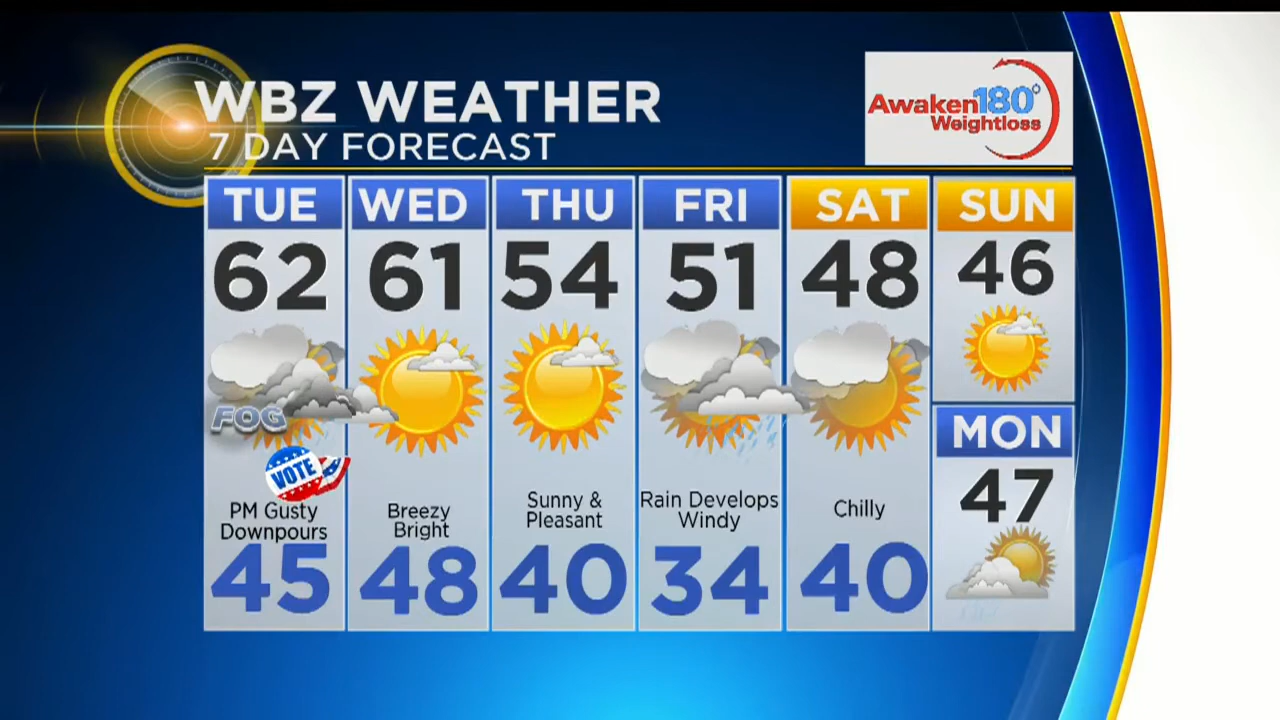 WBZ WEATHER
7 DAY FORECAST
Awaken180°
Weightloss
TUE
62
FOG
VOTE
PM Gusty
Downpours
45
WED
61
Breezy
Bright
48
THU
54
Sunny &
Pleasant
40
FRI
51
Rain Develops
Windy
34
SAT
48
Chilly
40
SUN
46
MON
47